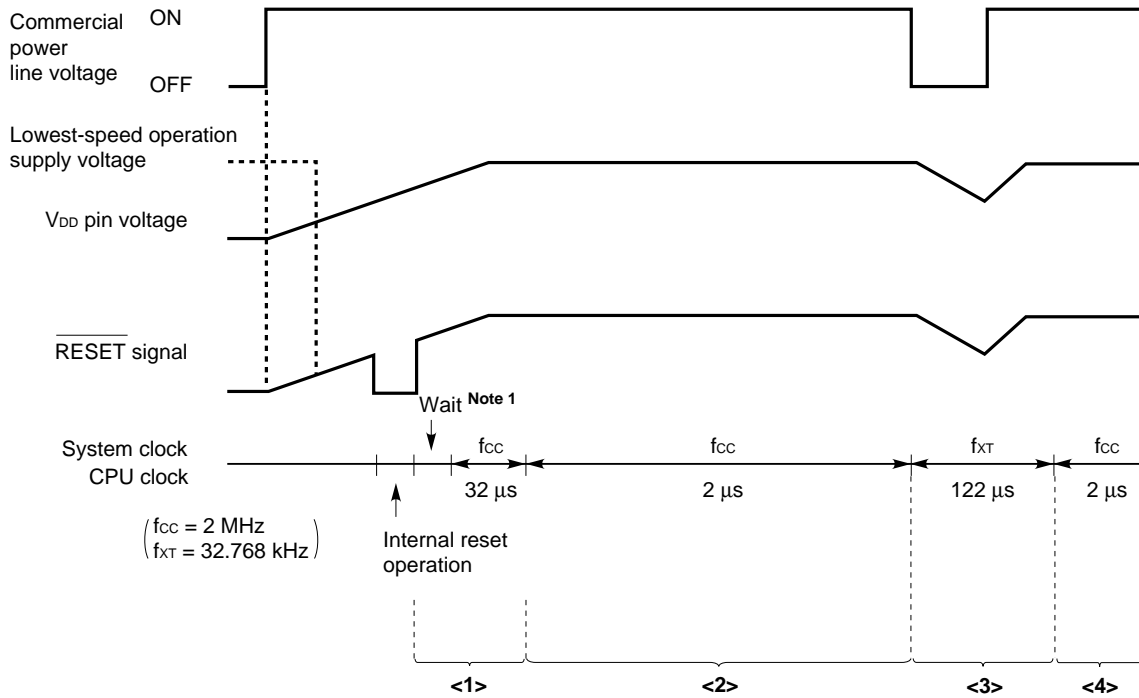 Commercial
power
line voltage
ON
OFF
Lowest-speed operation
supply voltage
VDD pin voltage
RESET signal
Wait Note 1
System clock
CPU clock
fCC
32 µs
fCC
2 µs
fXT
122 µs
fCC
2 µs
fCC = 2 MHz
fXT = 32.768 kHz
Internal reset
operation
<1>
<2>
<3>
<4>